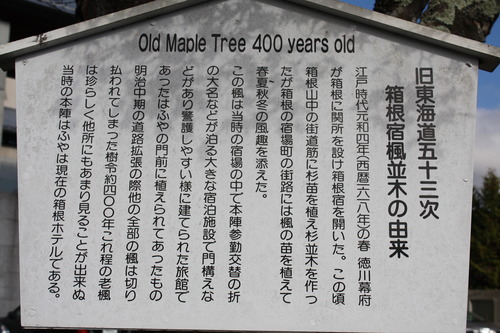 Old Maple Tree 400 years old
旧東海道五十三次
箱根宿楓並木の由来
江戸時代元和四年(西暦一六一八年)の春 徳川幕府
が箱根に関所を設け箱根宿を開いた。この頃
箱根山中の街道筋に杉苗を植え杉並木を作っ
たが箱根の宿場町の街路には楓の苗を植えて
春夏秋冬の風趣を添えた。
この楓は当時の宿場の中で本陣参勤交替の折
の大名などが泊る大きな宿泊施設で門構えな
どがあり警護しやすい様に建てられた旅館で
あったはふやの門前に植えられてあったもの
明治中期の道路拡張の際他の全部の楓は切り
払われてしまった樹令約四〇〇年これ程の老楓
は珍らしく他所にもあまり見ることが出来ぬ
当時の本陣はふやは現在の箱根ホテルである。